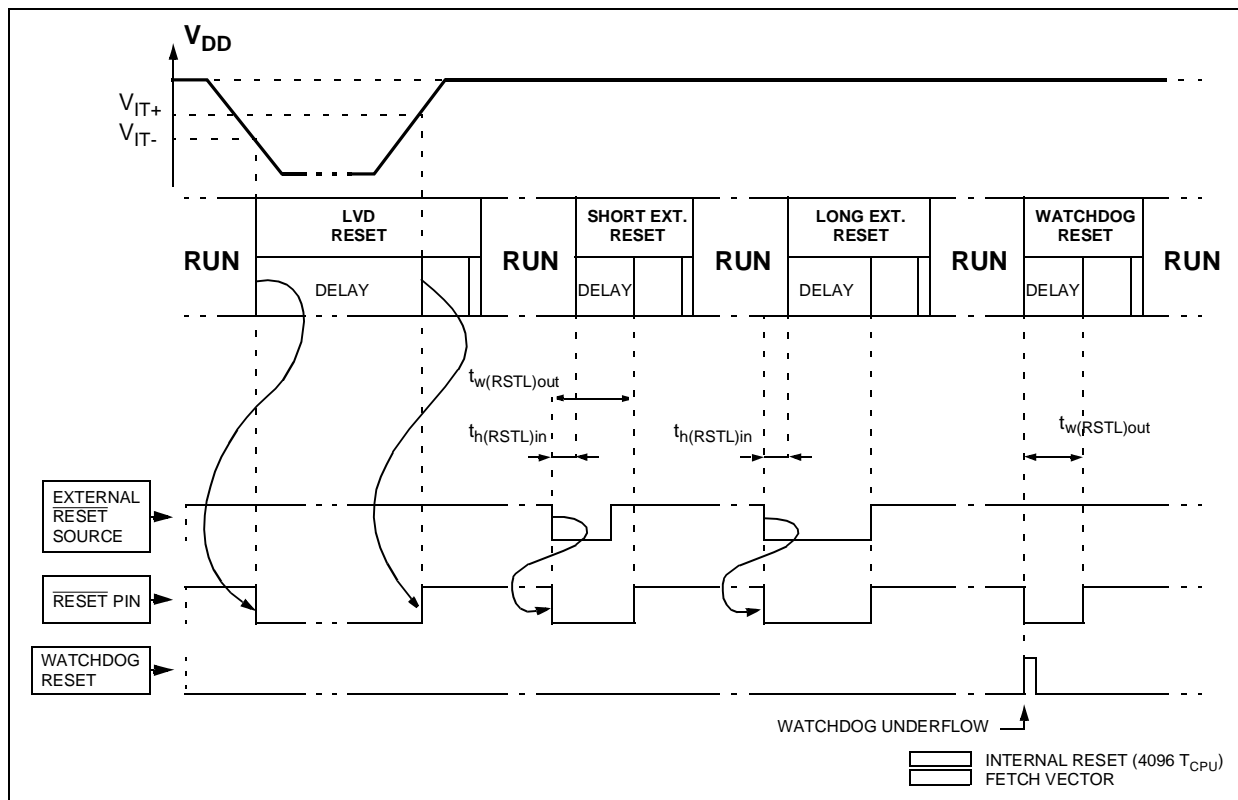 VDD
VIT+
VIT-
LVD
RESET
SHORT EXT.
RESET
LONG EXT.
RESET
WATCHDOG
RESET
RUN
RUN
RUN
RUN
RUN
DELAY
DELAY
DELAY
DELAY
tw(RSTL)out
th(RSTL)in
th(RSTL)in
tw(RSTL)out
EXTERNAL
RESET
SOURCE
RESET PIN
WATCHDOG
RESET
WATCHDOG UNDERFLOW
INTERNAL RESET (4096 TCPU)
FETCH VECTOR